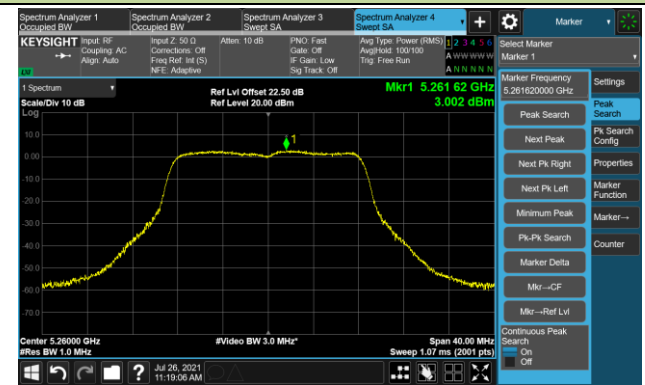 Spectrum Analyzer 1
Occupied BW
Spectrum Analyzer 2
Occupied BW
Spectrum Analyzer 3
Swept SA
Spectrum Analyzer 4
Swept SA
Marker
KEYSIGHT
Input: RF
Coupling: AC
Align: Auto
Input Z: 50 Ω
Corrections: Off
Freq Ref: Int (S)
NFE: Adaptive
Atten: 10 dB
PNO: Fast
Gate: Off
IF Gain: Low
Sig Track: Off
Avg Type: Power (RMS)
Avg|Hold: 100/100
Trig: Free Run
1 2 3 4 5 6
A W W W W W
A N N N N N
LXI
Select Marker
Marker 1
Marker Frequency
5.261620000 GHz
Settings
Peak Search
Peak
Search
Next Peak
Pk Search
Config
Next Pk Right
Properties
Next Pk Left
Marker
Function
Minimum Peak
Marker→
Pk-Pk Search
Counter
Marker Delta
Mkr→CF
Mkr→Ref Lvl
Continuous Peak
Search
On
Off
1 Spectrum
Scale/Div 10 dB
Log
Ref Lvl Offset 22.50 dB
Ref Level 20.00 dBm
Mkr1 5.261 62 GHz
3.002 dBm
1
10.0
0.00
-10.0
-20.0
-30.0
-40.0
-50.0
-60.0
-70.0
Center 5.26000 GHz
#Res BW 1.0 MHz
#Video BW 3.0 MHz*
Span 40.00 MHz
Sweep 1.07 ms (2001 pts)
?
Jul 26, 2021
11:19:06 AM